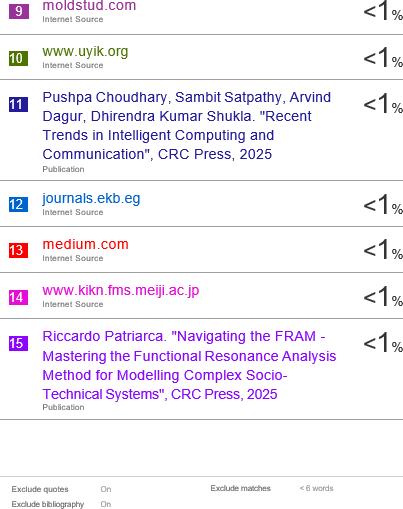 9 moldstud.com <1%
Internet Source
10 www.uyik.org <1%
Internet Source
11 Pushpa Choudhary, Sambit Satpathy, Arvind <1%
Dagur, Dhirendra Kumar Shukla. "Recent
Trends in Intelligent Computing and
Communication", CRC Press, 2025
Publication
12 journals.ekb.eg <1%
Internet Source
13 medium.com <1%
Internet Source
14 www.kikn.fms.meiji.ac.jp <1%
Internet Source
15 Riccardo Patriarca. "Navigating the FRAM - <1%
Mastering the Functional Resonance Analysis
Method for Modelling Complex Socio-
Technical Systems", CRC Press, 2025
Publication
Exclude quotes On Exclude matches < 6 words
Exclude bibliography On